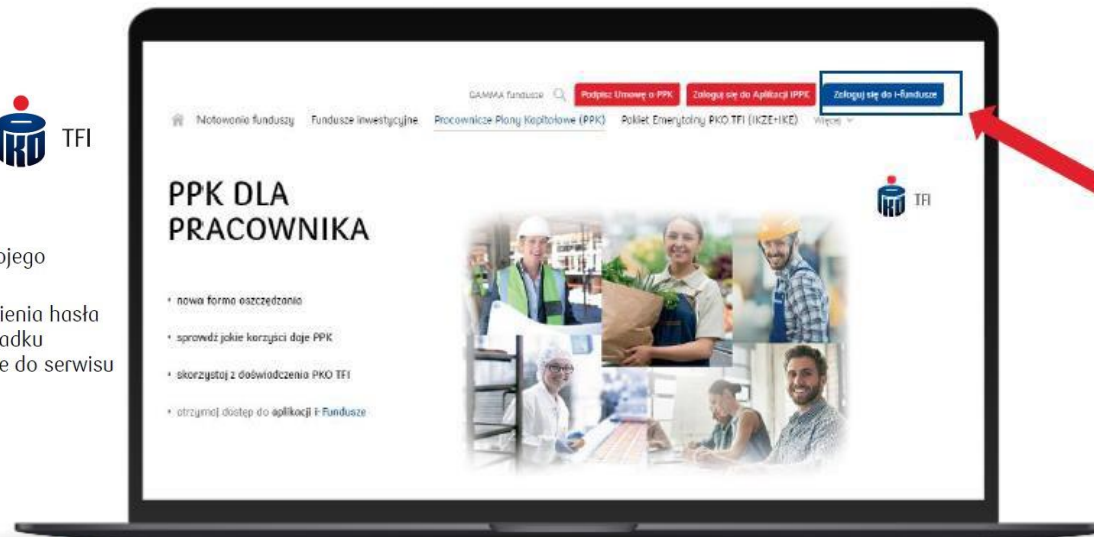 TFI
ojego
ienia hasła
adku
e do serwisu
GAMMA fundusze
Podpisz Umowę o PPK
Zaloguj się do Aplikacji iPPK
Zaloguj się do i-Fundusze
Notowania funduszy
Fundusze inwestycyjne
Pracownicze Plany Kapitałowe (PPK)
Pakiet Emerytalny PKO TFI (IKZE+IKE)
Więcej
PPK DLA
PRACOWNIKA
TFI
nowa forma oszczędzania
sprawdź jakie korzyści daje PPK
skorzystaj z doświadczenia PKO TFI
otrzymaj dostęp do aplikacji i-Fundusze